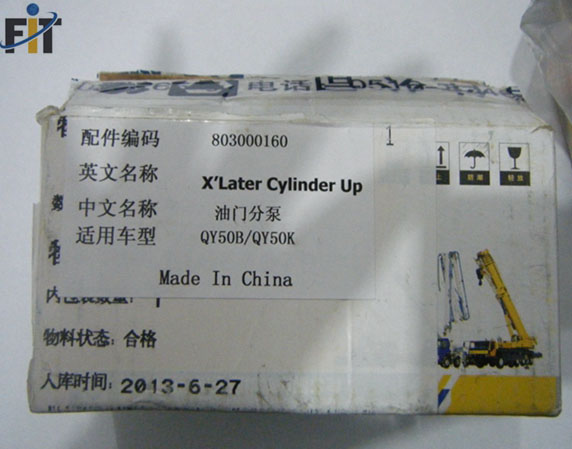 FiT
电话
配件编码 803000160
1
英文名称 X'Later Cylinder Up
中文名称 油门分泵
适用车型 QY50B/QY50K
Made In China
物料状态: 合格
入库时间: 2013-6-27